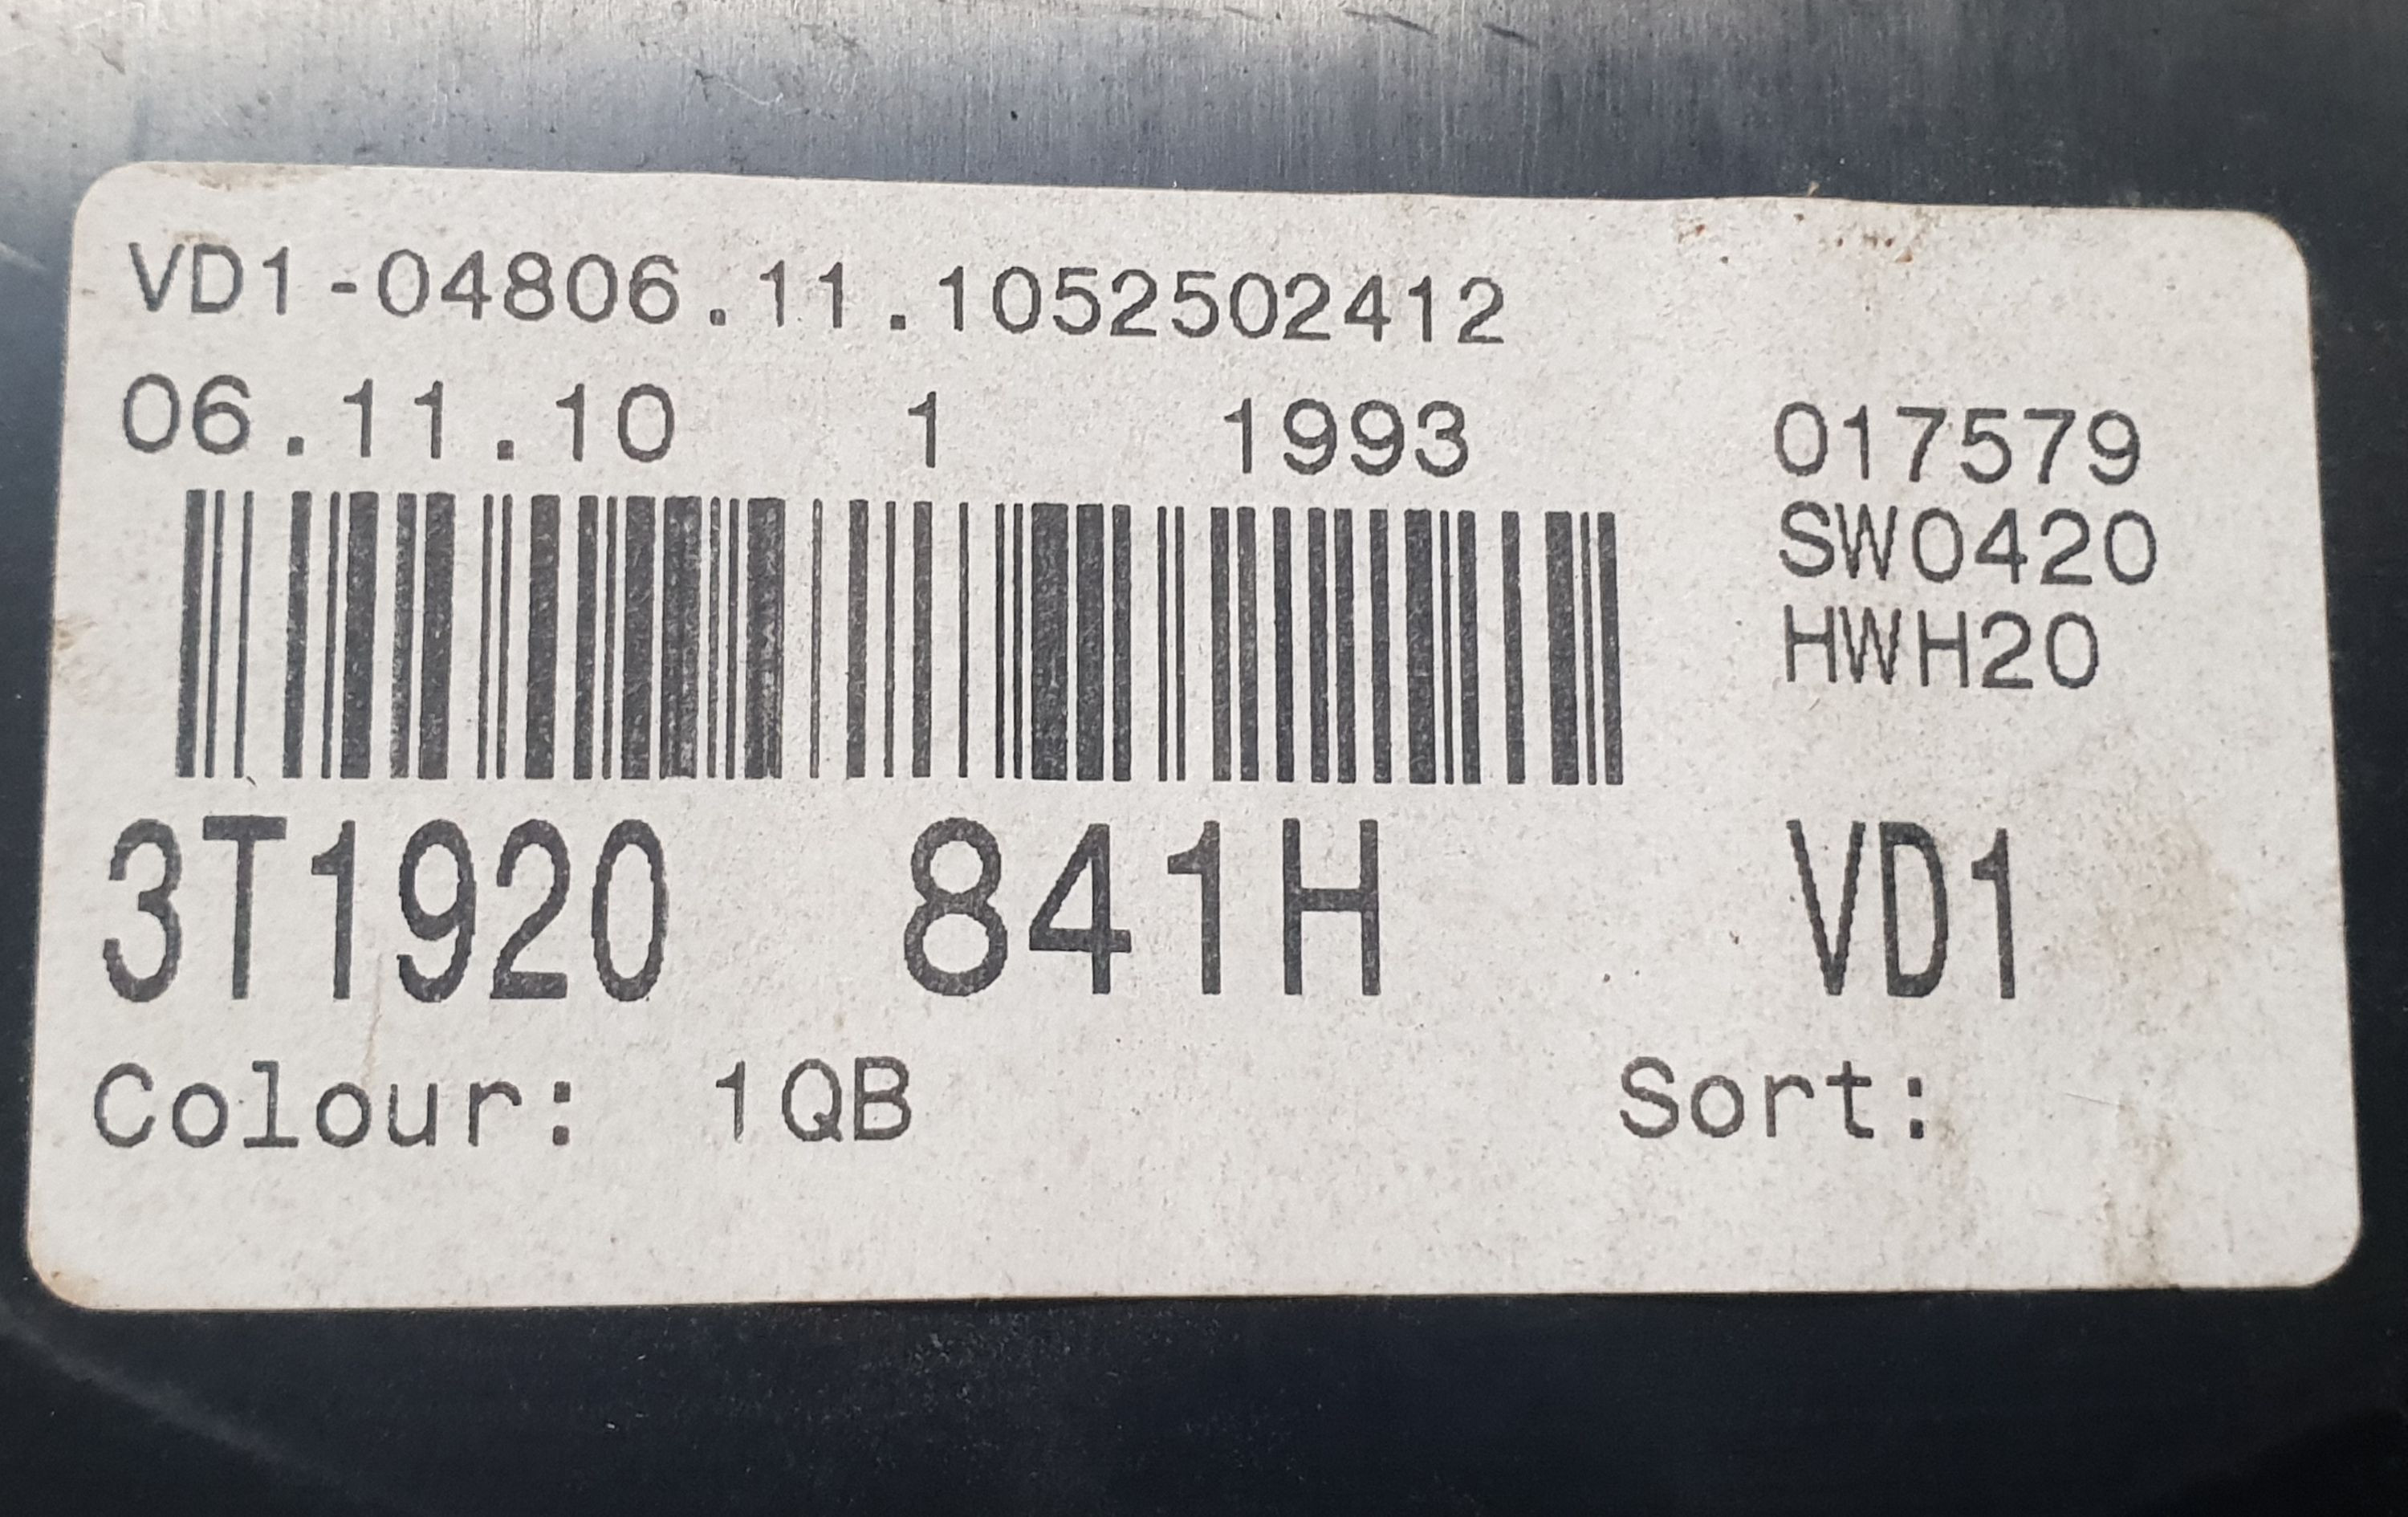 VD1-04806.11.1052502412
06.11.10 1 1993 017579
SW0420
HWH20
3T1920 841H VD1
Colour: 1QB Sort: